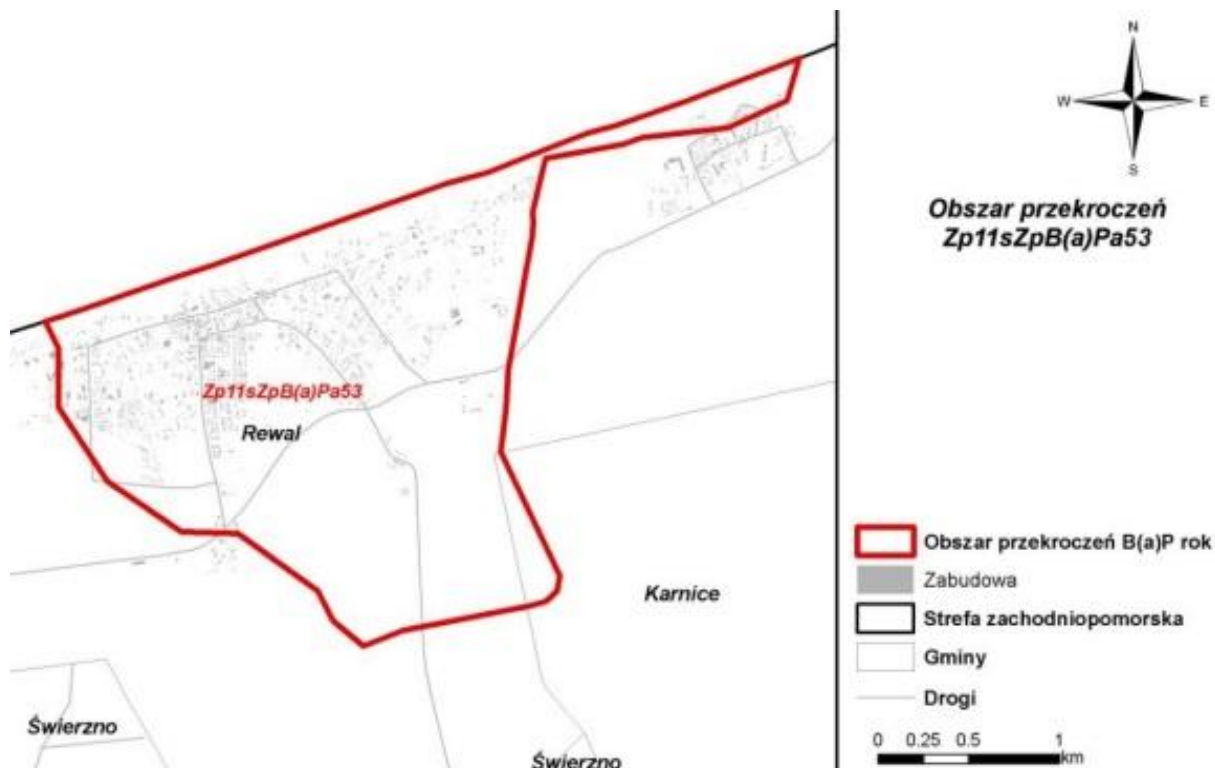 N
W E
S
Obszar przekroczeń
Zp11sZpB(a)Pa53
Zp11sZpB(a)Pa53
Rewal
Karnice
Świerzno
Świerzno
Obszar przekroczeń B(a)P rok
Zabudowa
Strefa zachodniopomorska
Gminy
Drogi
0 0.25 0.5 1
km